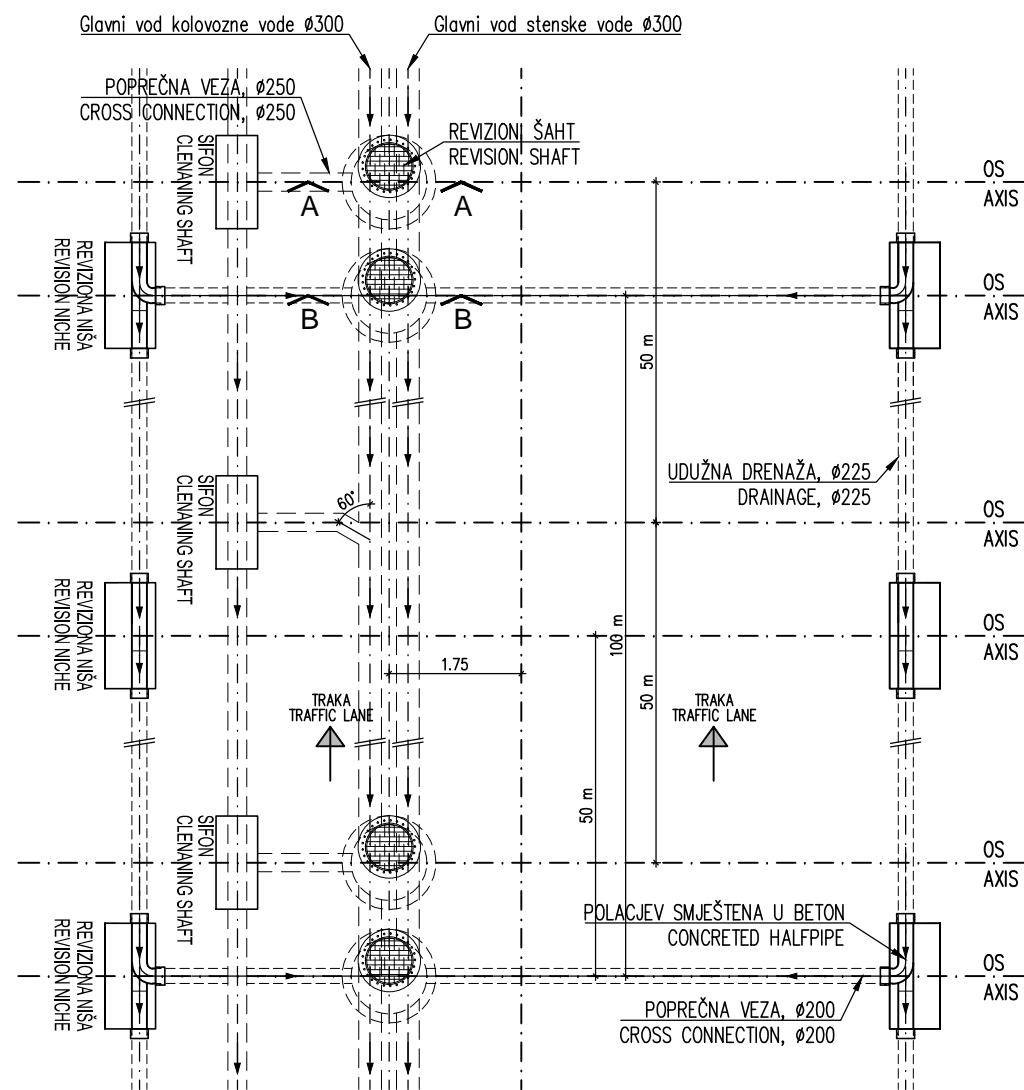 Glavni vod kolovozne vode Ø300
Glavni vod stenske vode Ø300
POPREČNA VEZA, Ø250
CROSS CONNECTION, Ø250
REVIZIONI ŠAHT
REVISION SHAFT
SIFON
CLENANING SHAFT
A
A
OS
AXIS
REVIZIONA NIŠA
REVISION NICHE
B
B
OS
AXIS
50 m
UDUŽNA DRENAŽA, Ø225
DRAINAGE, Ø225
SIFON
CLENANING SHAFT
60°
OS
AXIS
REVIZIONA NIŠA
REVISION NICHE
100 m
OS
AXIS
1.75
50 m
TRAKA
TRAFFIC LANE
TRAKA
TRAFFIC LANE
50 m
SIFON
CLENANING SHAFT
OS
AXIS
POLACJEV SMJEŠTENA U BETON
CONCRETED HALFPIPE
REVIZIONA NIŠA
REVISION NICHE
OS
AXIS
POPREČNA VEZA, Ø200
CROSS CONNECTION, Ø200